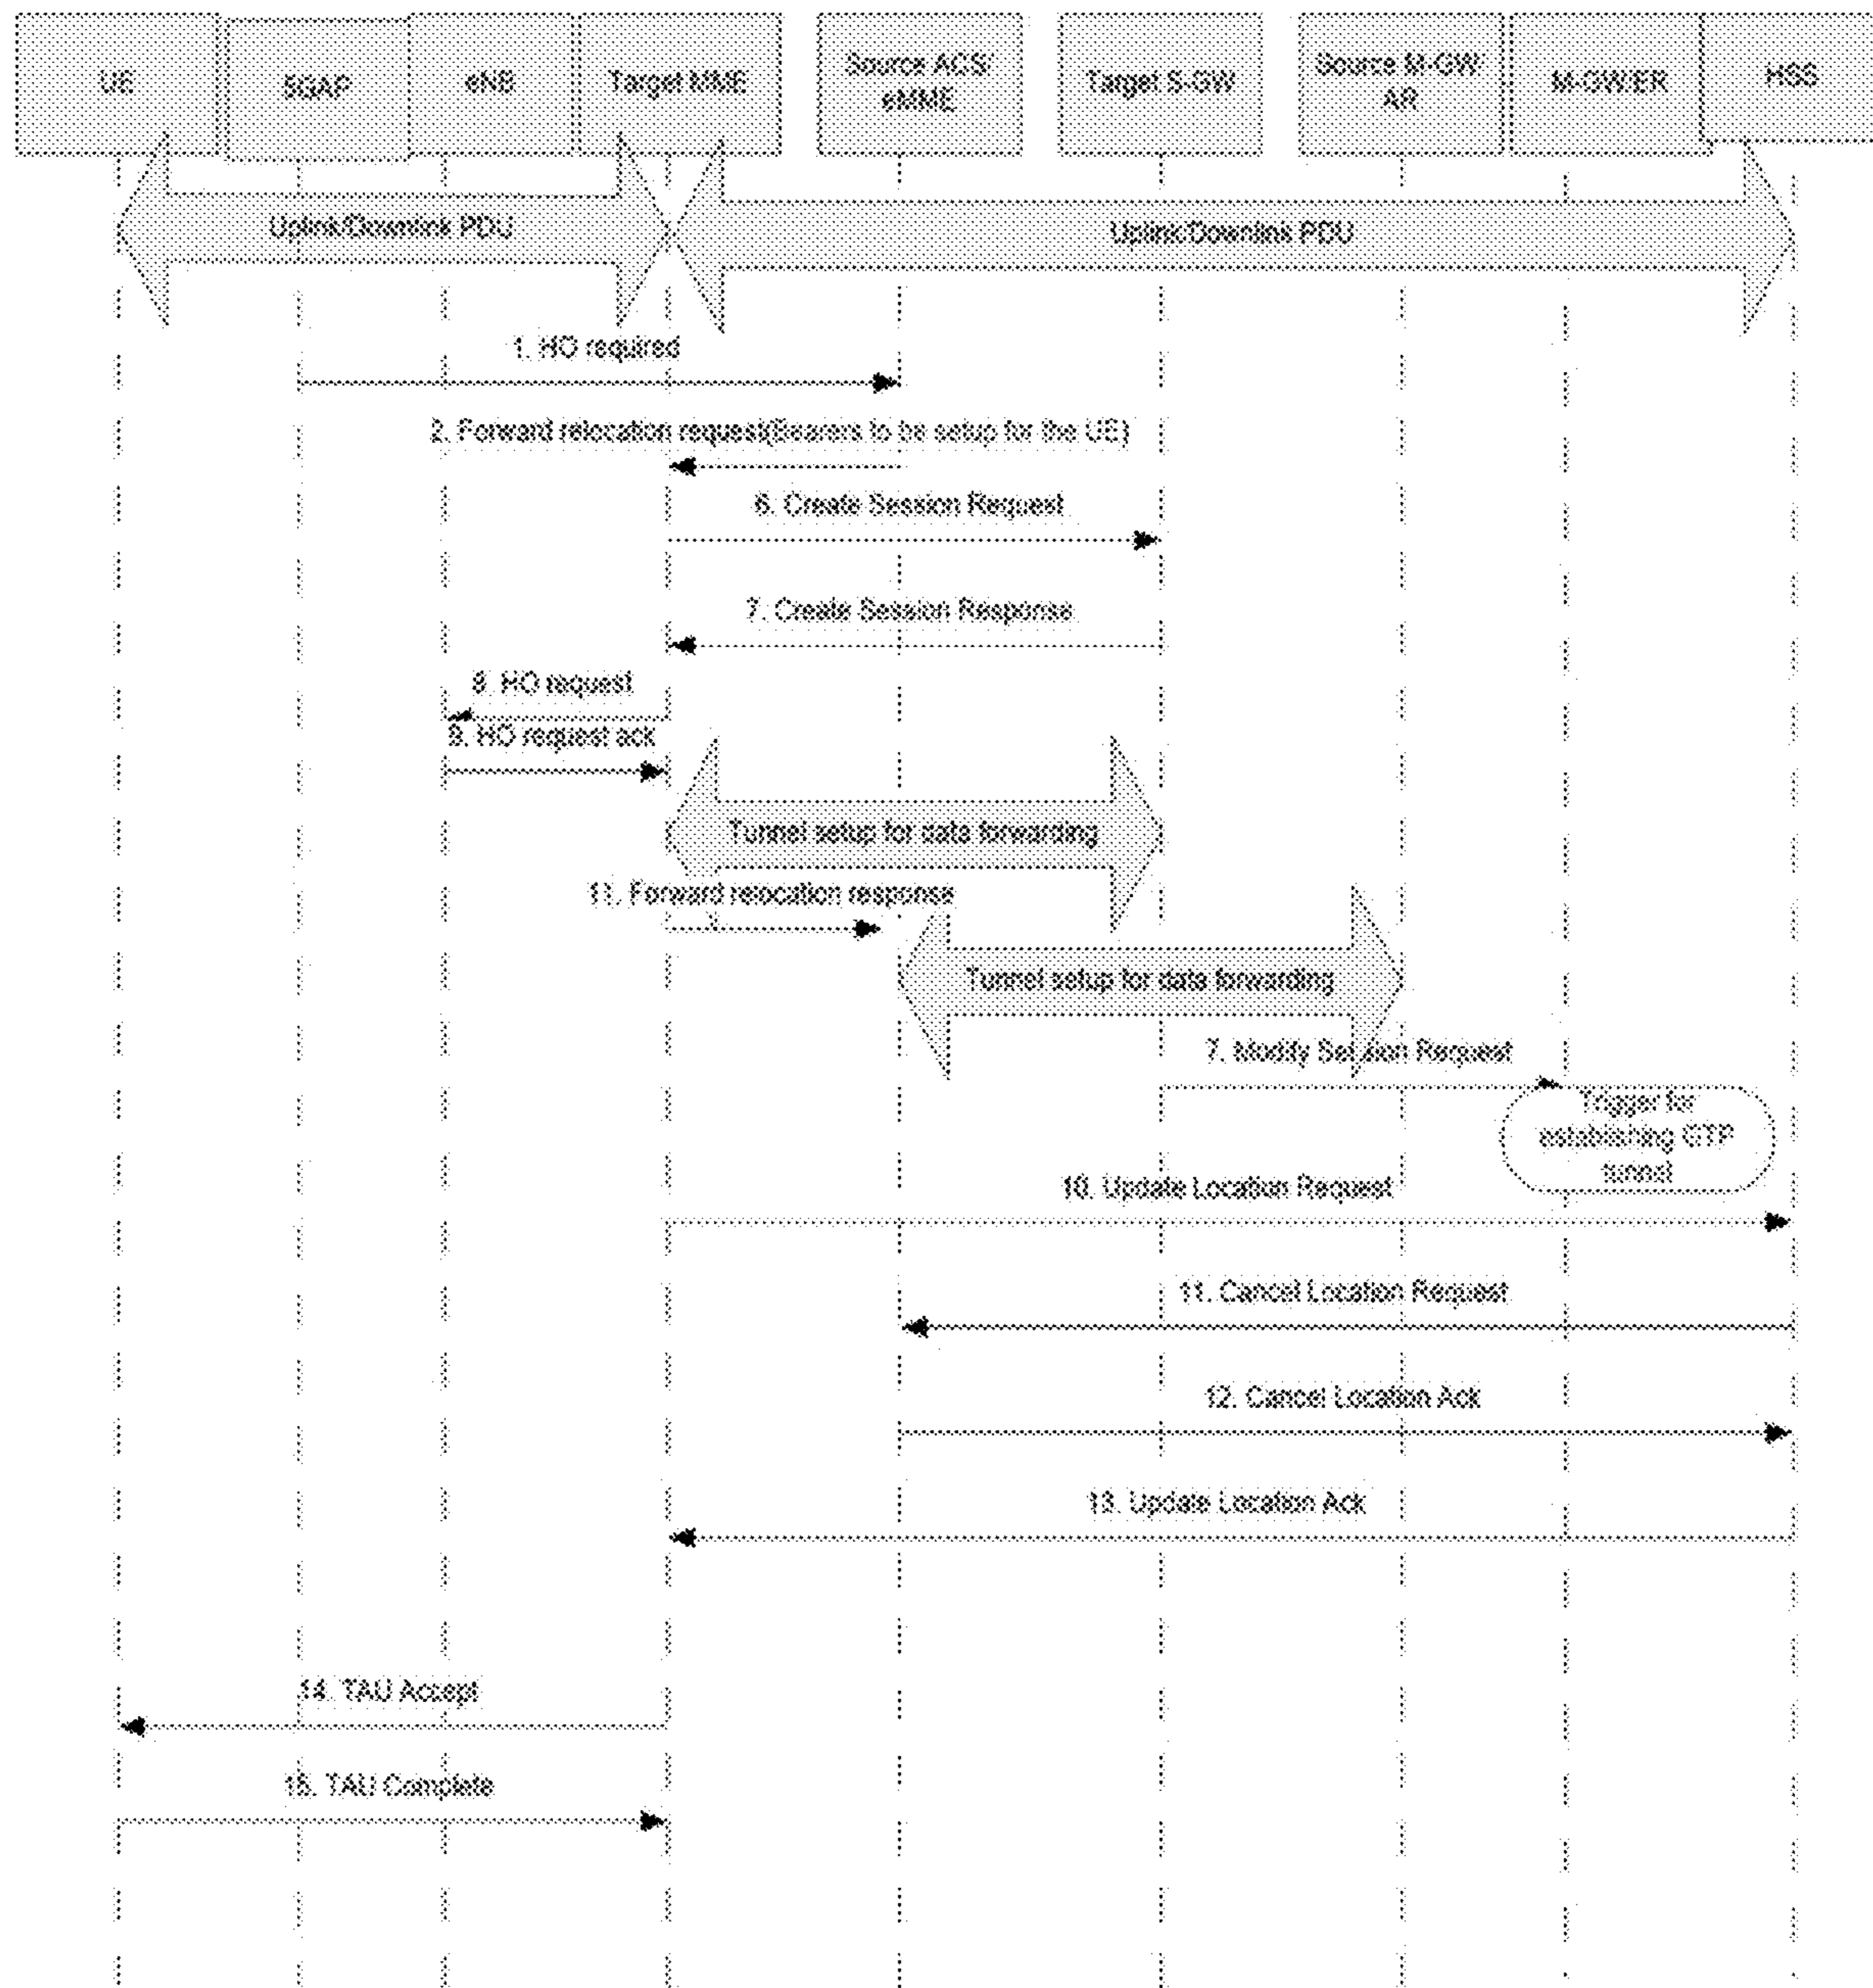 UE
5GAP
eNB
Target MME
Source ACS/
eMME
Target S-GW
Source M-GW/
AR
M-GW/ER
HSS
Uplink/Downlink PDU
Uplink/Downlink PDU
1. HO required
2. Forward relocation request(Bearers to be setup for the UE)
6. Create Session Request
7. Create Session Response
8. HO request
9. HO request ack
Tunnel setup for data forwarding
11. Forward relocation response
Tunnel setup for data forwarding
7. Modify Session Request
Trigger for
establishing GTP
tunnel
10. Update Location Request
11. Cancel Location Request
12. Cancel Location Ack
13. Update Location Ack
14. TAU Accept
15. TAU Complete